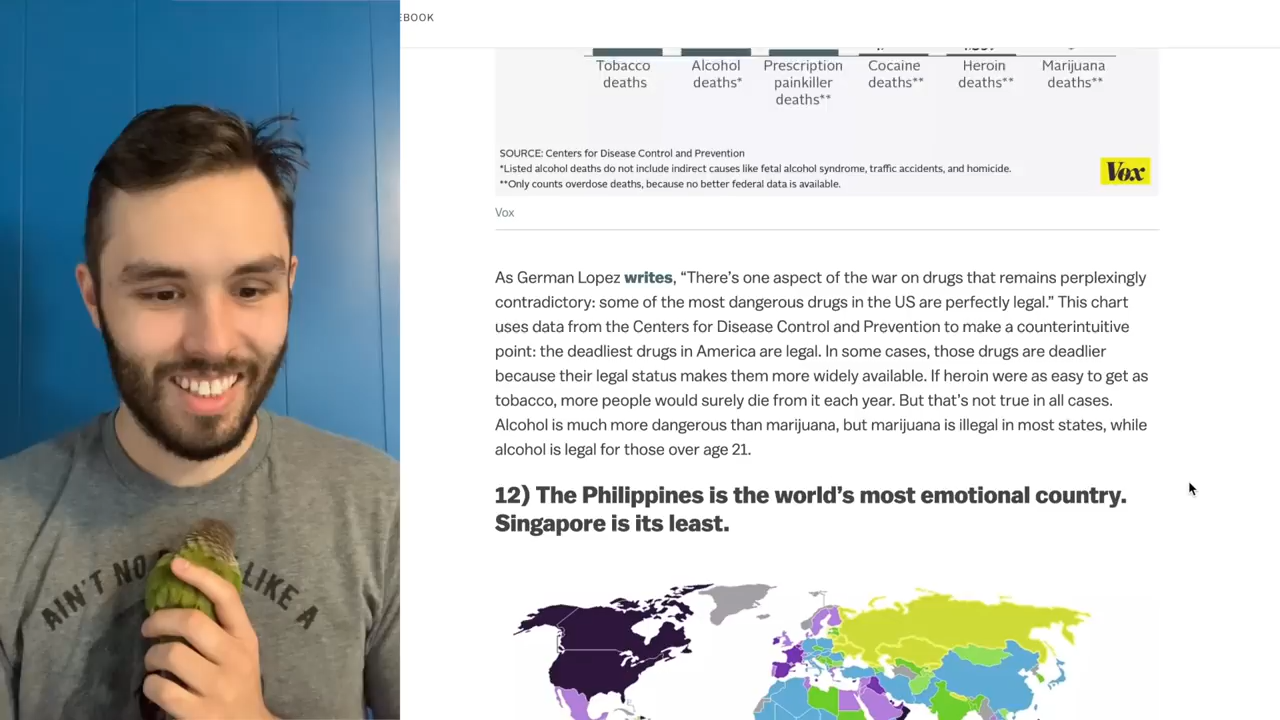 EBOOK
Tobacco deaths
Alcohol deaths*
Prescription painkiller deaths**
Cocaine deaths**
Heroin deaths**
Marijuana deaths**
SOURCE: Centers for Disease Control and Prevention
*Listed alcohol deaths do not include indirect causes like fetal alcohol syndrome, traffic accidents, and homicide.
**Only counts overdose deaths, because no better federal data is available.
Vox
Vox
As German Lopez writes, “There’s one aspect of the war on drugs that remains perplexingly
contradictory: some of the most dangerous drugs in the US are perfectly legal.” This chart
uses data from the Centers for Disease Control and Prevention to make a counterintuitive
point: the deadliest drugs in America are legal. In some cases, those drugs are deadlier
because their legal status makes them more widely available. If heroin were as easy to get as
tobacco, more people would surely die from it each year. But that’s not true in all cases.
Alcohol is much more dangerous than marijuana, but marijuana is illegal in most states, while
alcohol is legal for those over age 21.
12) The Philippines is the world’s most emotional country.
Singapore is its least.
AIN'T NO LIKE A